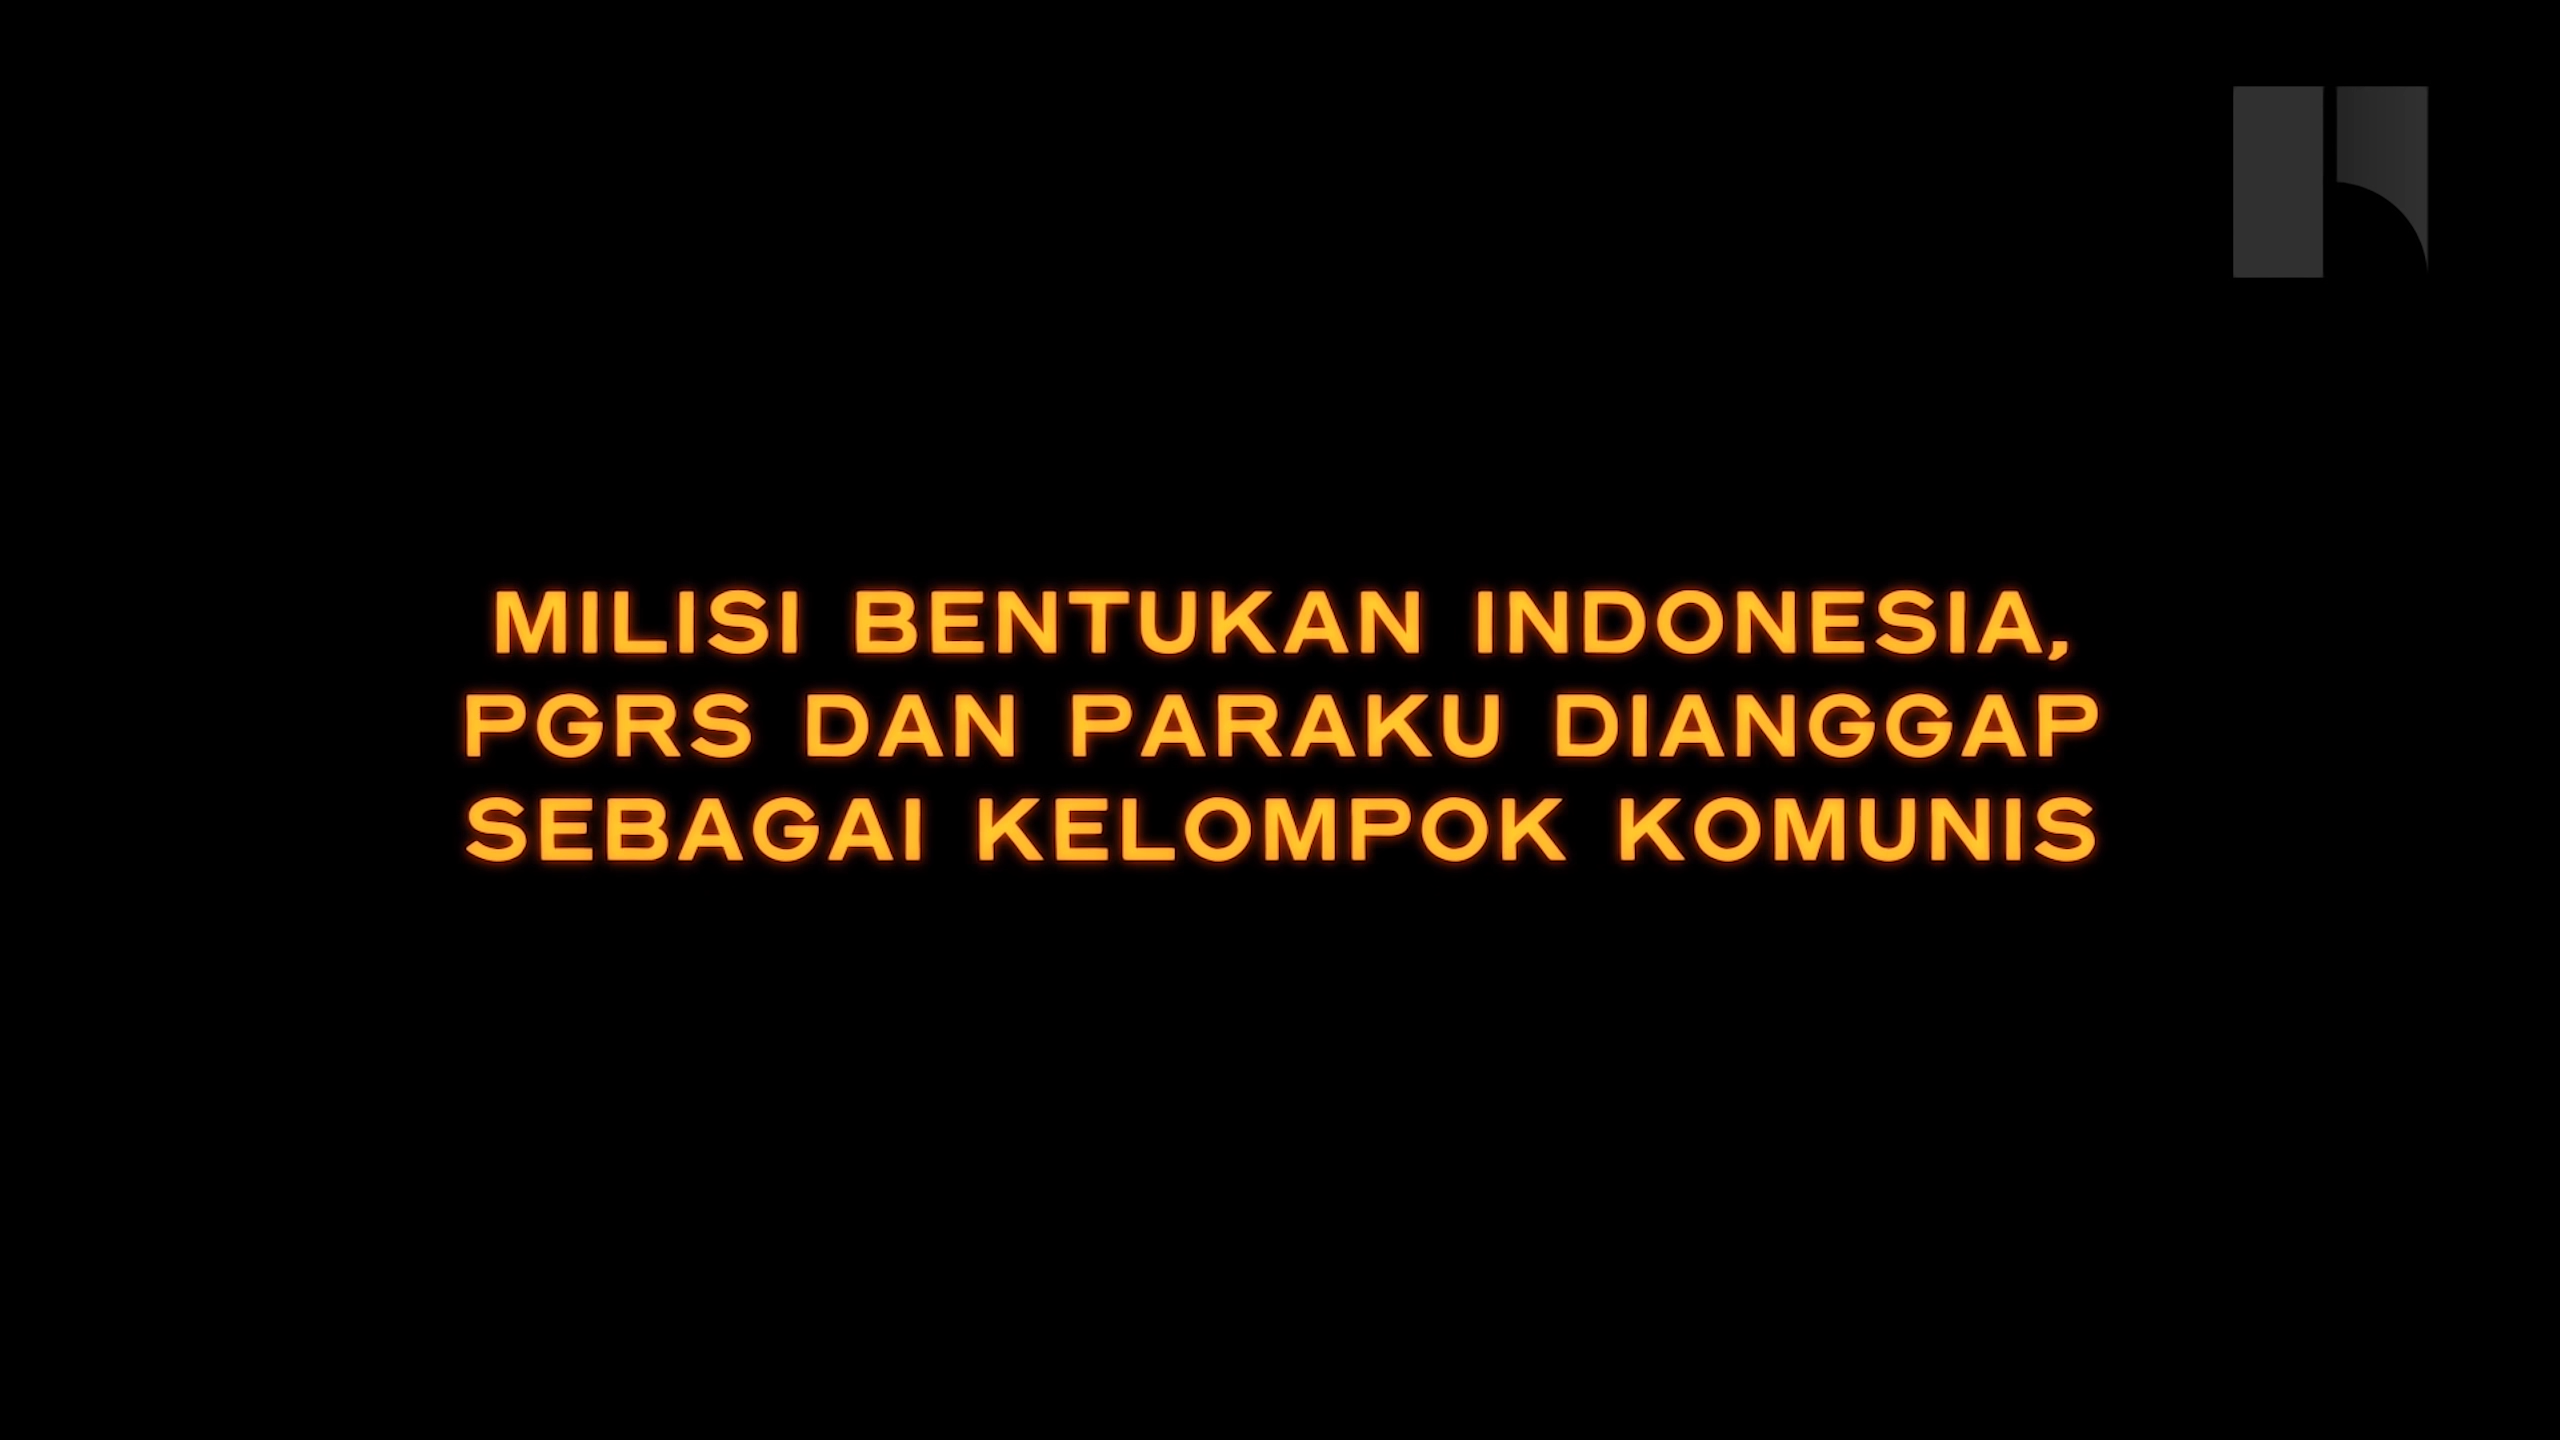 MILISI BENTUKAN INDONESIA,
PGRS DAN PARAKU DIANGGAP
SEBAGAI KELOMPOK KOMUNIS